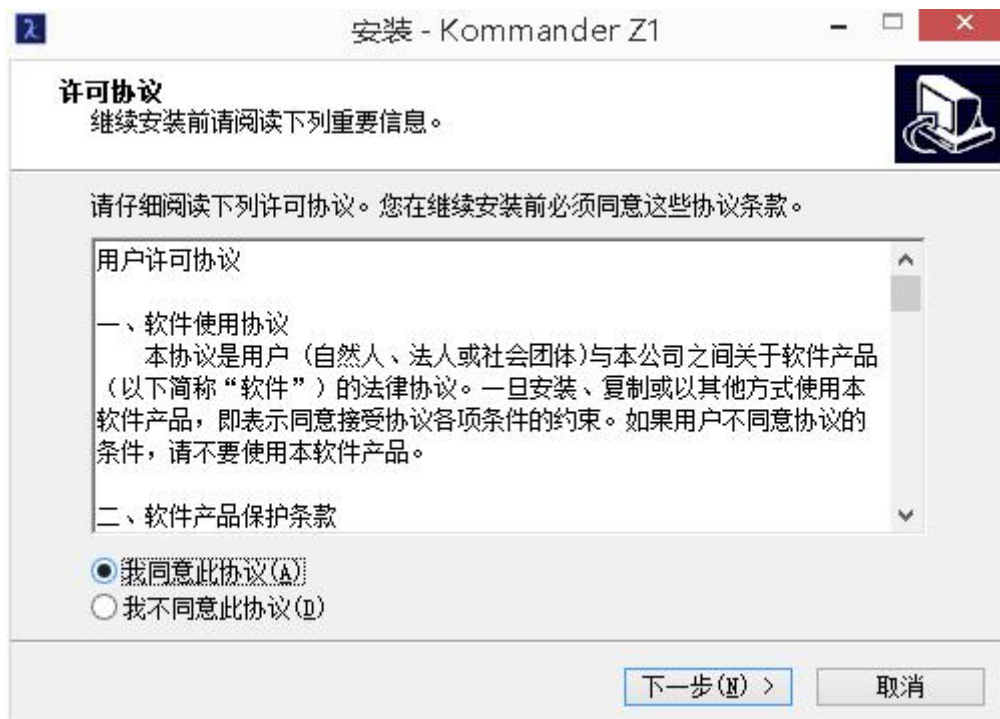 安装 - Kommander Z1
许可协议
继续安装前请阅读下列重要信息。
请仔细阅读下列许可协议。您在继续安装前必须同意这些协议条款。
用户许可协议
一、软件使用协议
本协议是用户（自然人、法人或社会团体)与本公司之间关于软件产品
（以下简称“软件”）的法律协议。一旦安装、复制或以其他方式使用本
软件产品，即表示同意接受协议各项条件的约束。如果用户不同意协议的
条件，请不要使用本软件产品。
二、软件产品保护条款
我同意此协议(A)
我不同意此协议(D)
下一步(N) >
取消